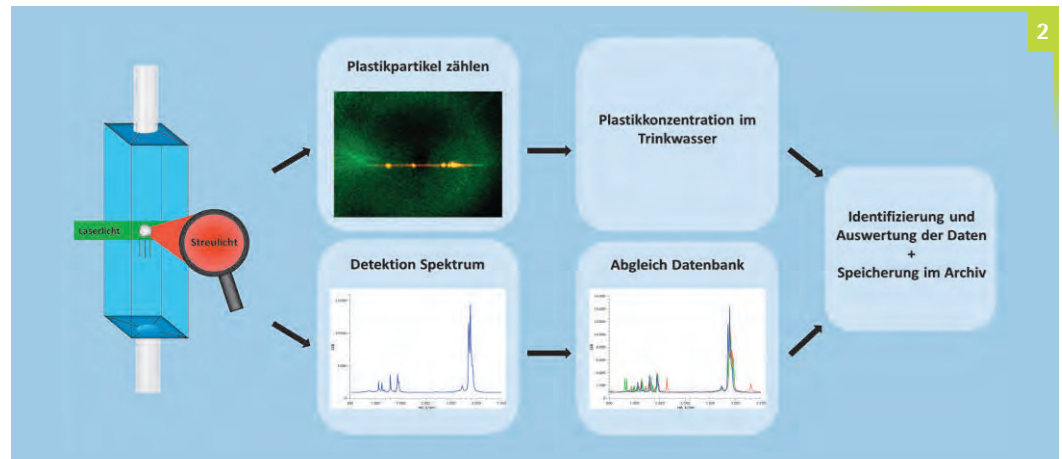 2
Plastikpartikel zählen
Plastikkonzentration im
Trinkwasser
Laserlicht
Streulicht
Identifizierung und
Auswertung der Daten
+
Speicherung im Archiv
Detektion Spektrum
Abgleich Datenbank